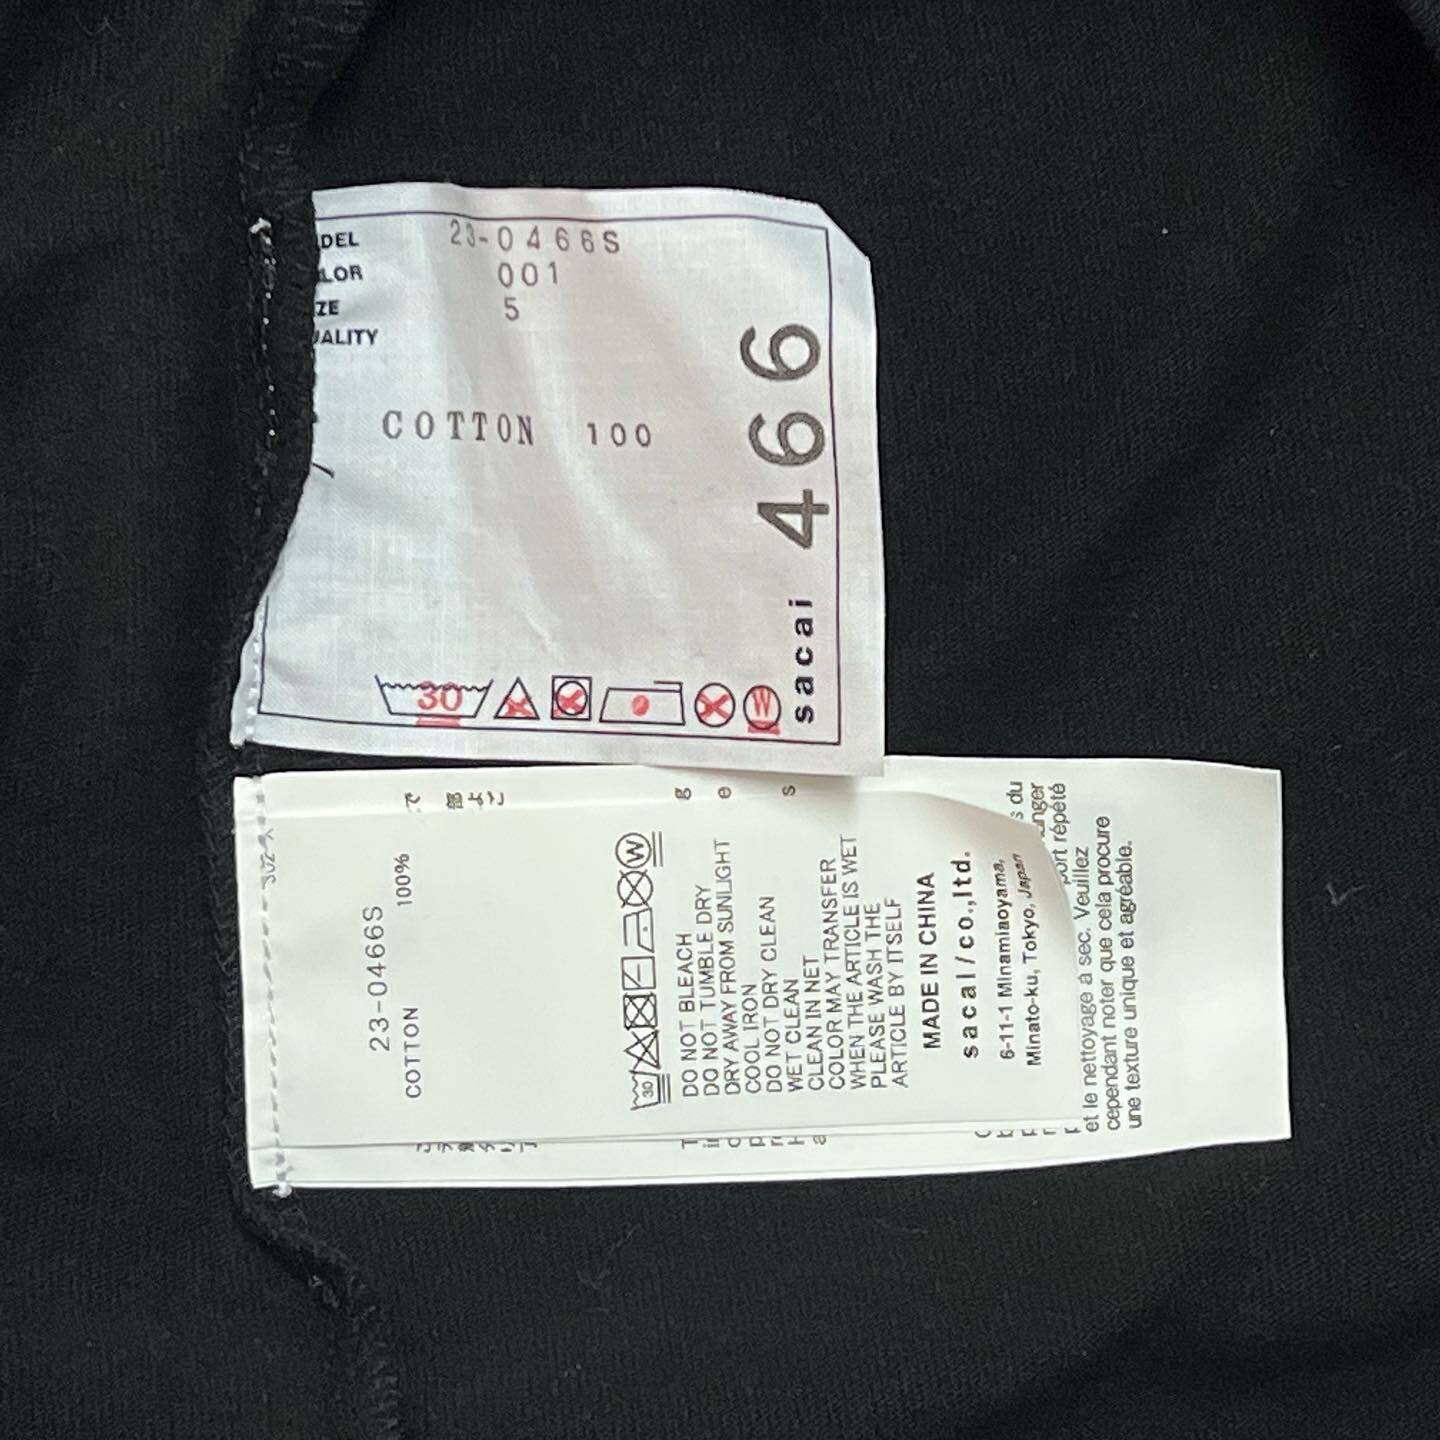 DEL 23-0466S
LOR 001
ZE 5
ALITY
COTTON 100
30
W
sacai 466
23-0466S
COTTON 100%
30
W
DO NOT BLEACH
DO NOT TUMBLE DRY
DRY AWAY FROM SUNLIGHT
COOL IRON
DO NOT DRY CLEAN
WET CLEAN
CLEAN IN NET
COLOR MAY TRANSFER
WHEN THE ARTICLE IS WET
PLEASE WASH THE
ARTICLE BY ITSELF
MADE IN CHINA
sacai/co.,ltd.
6-11-1 Minamiaoyama,
Minato-ku, Tokyo, Japan
du
port répété
et le nettoyage à sec. Veuillez
cependant noter que cela procure
une texture unique et agréable.